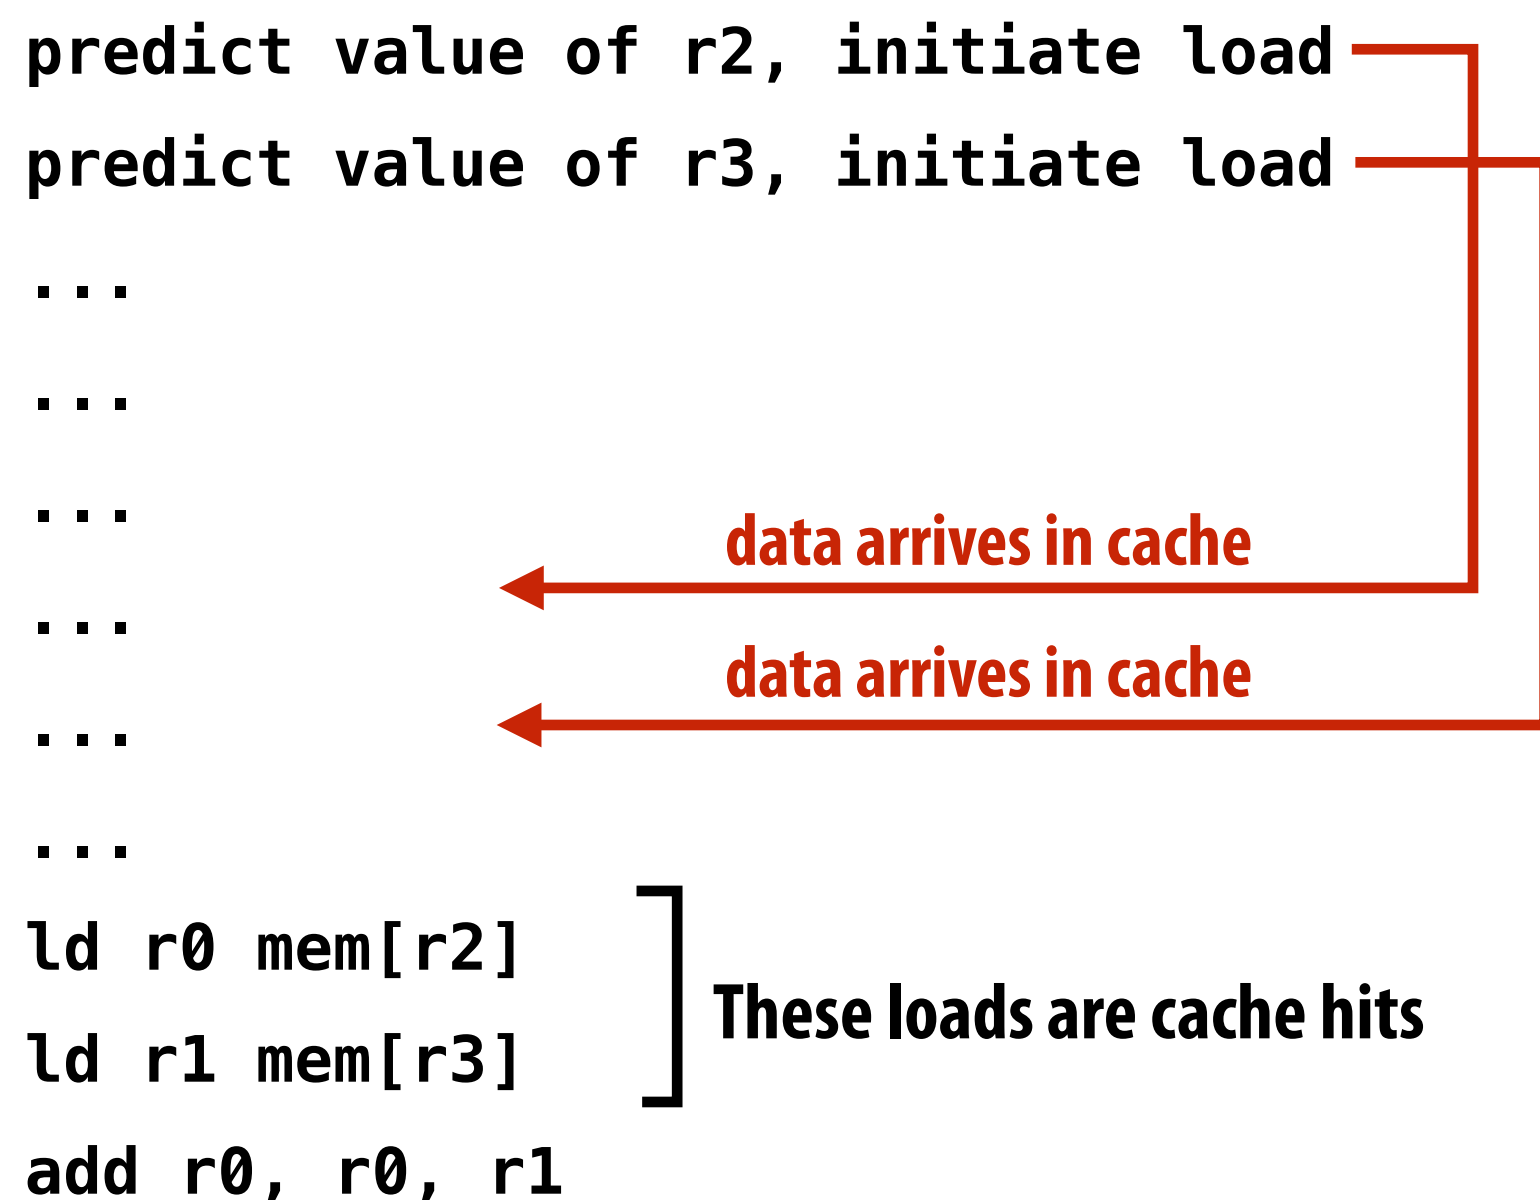 predict value of r2, initiate load
predict value of r3, initiate load
...
...
...
data arrives in cache
...
data arrives in cache
...
...
ld r0 mem[r2]
These loads are cache hits
ld r1 mem[r3]
add r0, r0, r1